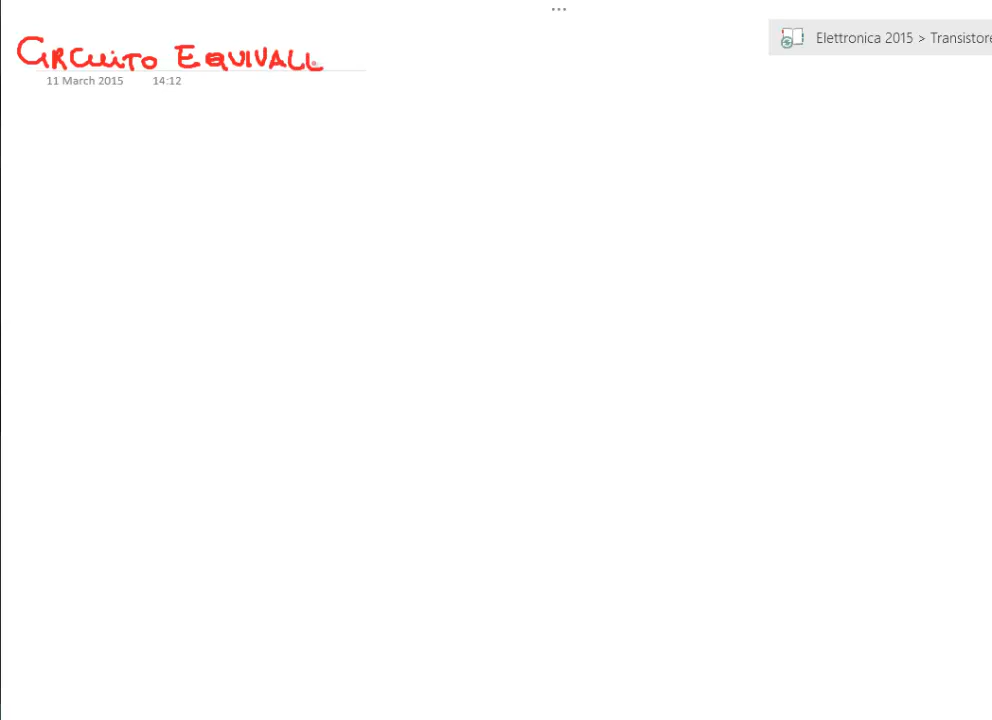 CIRCUITO EQUIVALL
11 March 2015 14:12
Elettronica 2015 > Transistore